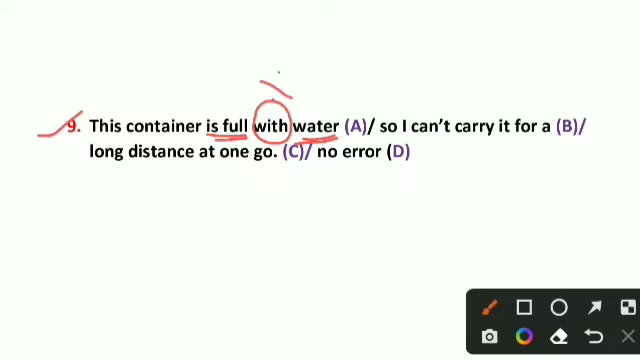 9. This container is full with water (A)/ so I can't carry it for a (B)/
long distance at one go. (C)/ no error (D)